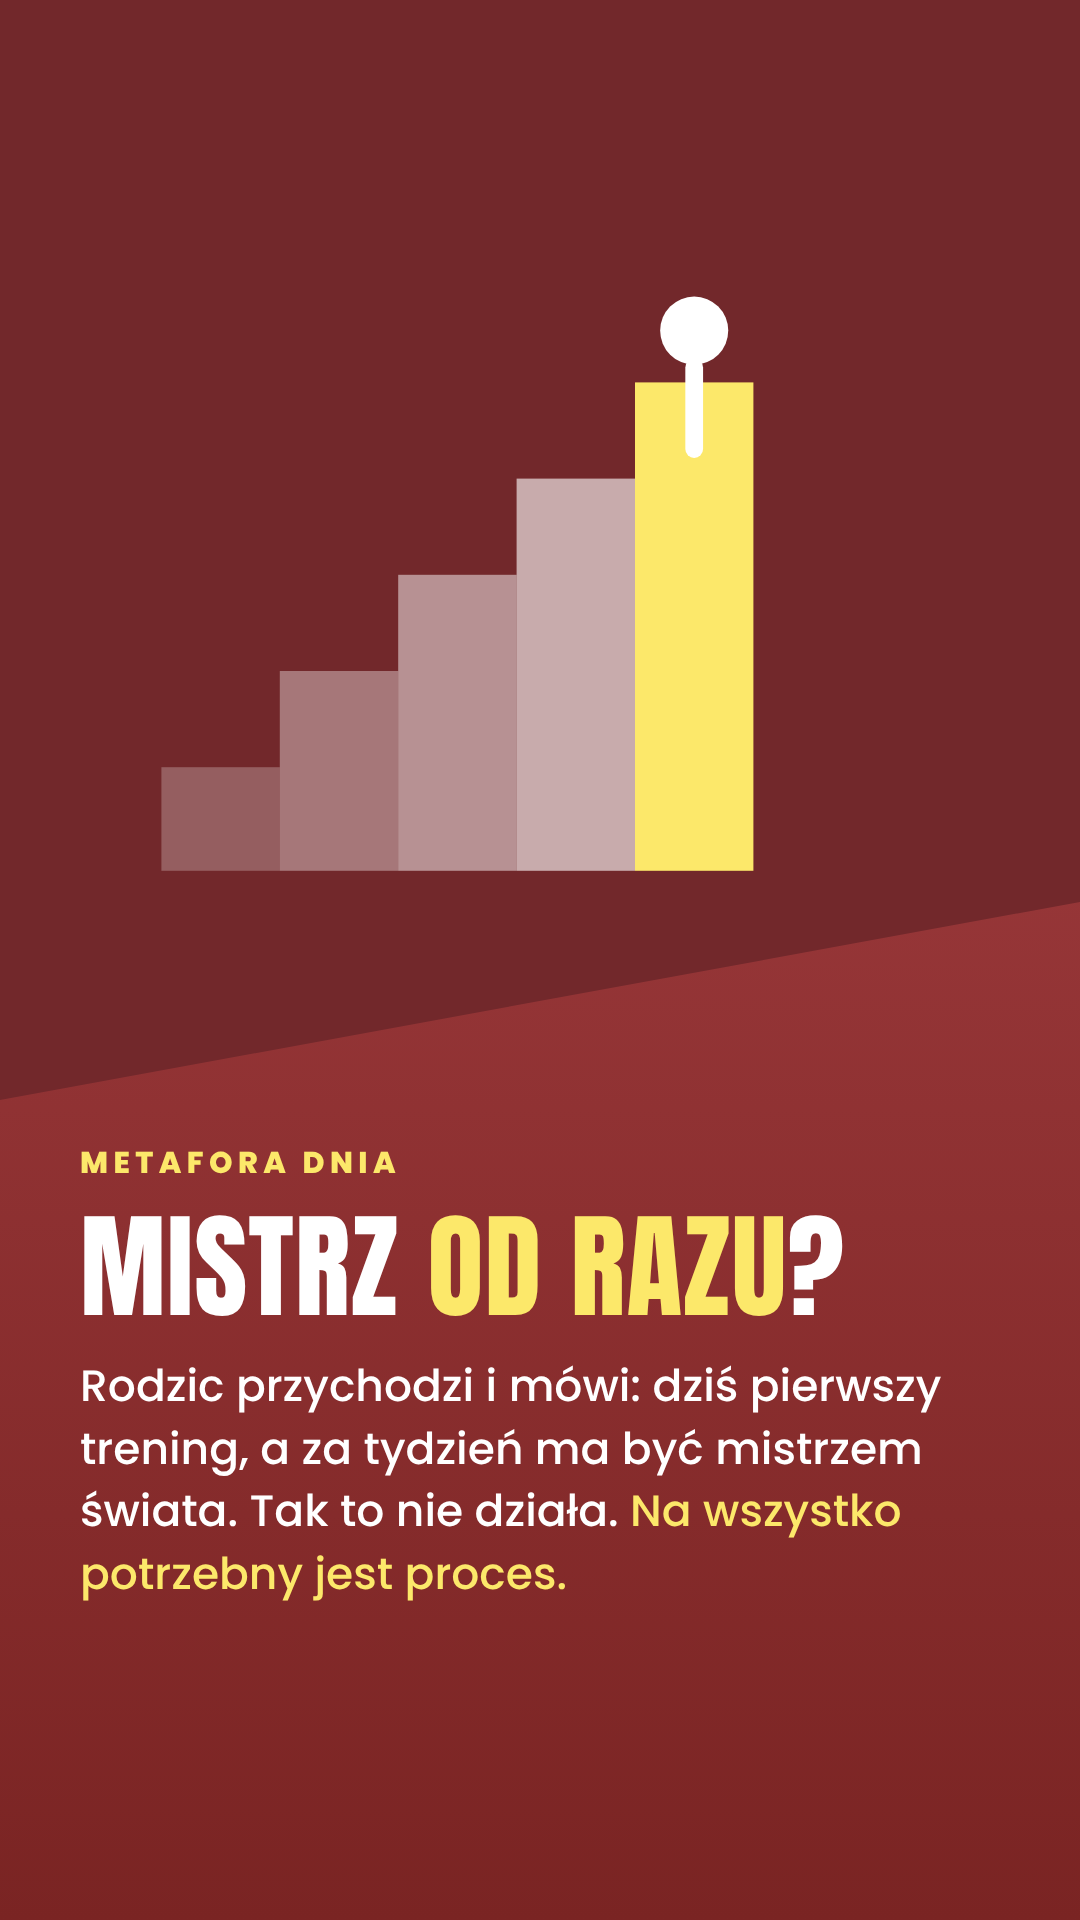 METAFORA DNIA
MISTRZ OD RAZU?
Rodzic przychodzi i mówi: dziś pierwszy
trening, a za tydzień ma być mistrzem
świata. Tak to nie działa. Na wszystko
potrzebny jest proces.